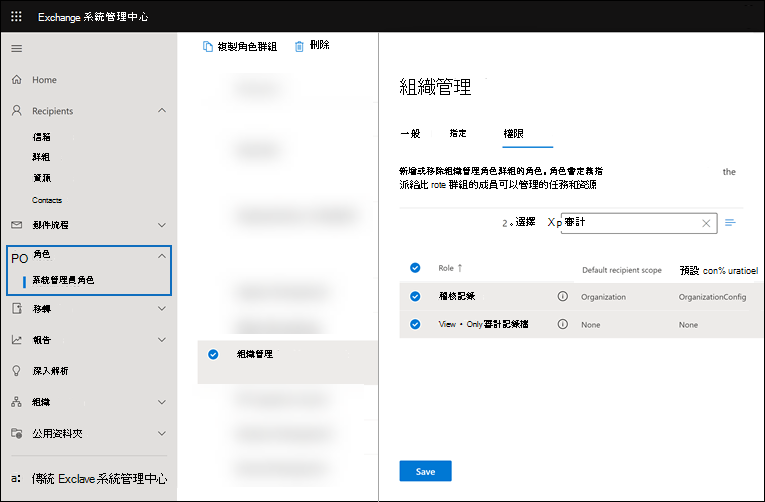 Exchange 系統管理中心
Home
Recipients
信箱
群組
資源
Contacts
郵件流程
PO 角色
系統管理員角色
移轉
報告
深入解析
組織
公用資料夾
a: 傳統 Exclave 系統管理中心
複製角色群組
刪除
組織管理
組織管理
一般
指定
權限
新增或移除組織管理角色群組的角色。角色會定義指 the
派給比 rote 群組的成員可以管理的任務和資源
2。選擇 X p 審計
Role ↑
Default recipient scope
預設 con% uratioel
稽核記錄
Organization
OrganizationConfig
View・Only 審計記錄檔
None
None
Save